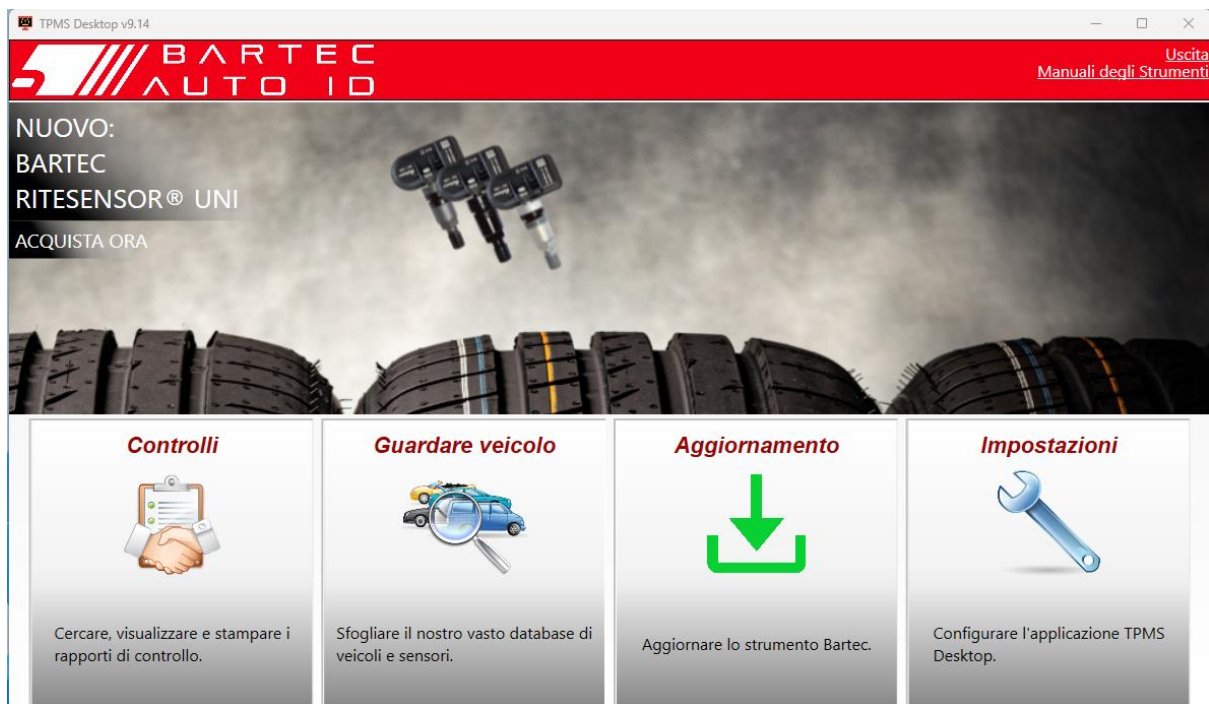 TPMS Desktop v9.14
BARTEC
AUTO ID
Uscita
Manuali degli Strumenti
NUOVO:
BARTEC
RITESENSOR® UNI
ACQUISTA ORA
Controlli
Guardare veicolo
Aggiornamento
Impostazioni
Cercare, visualizzare e stampare i
rapporti di controllo.
Sfogliare il nostro vasto database di
veicoli e sensori.
Aggiornare lo strumento Bartec.
Configurare l'applicazione TPMS
Desktop.